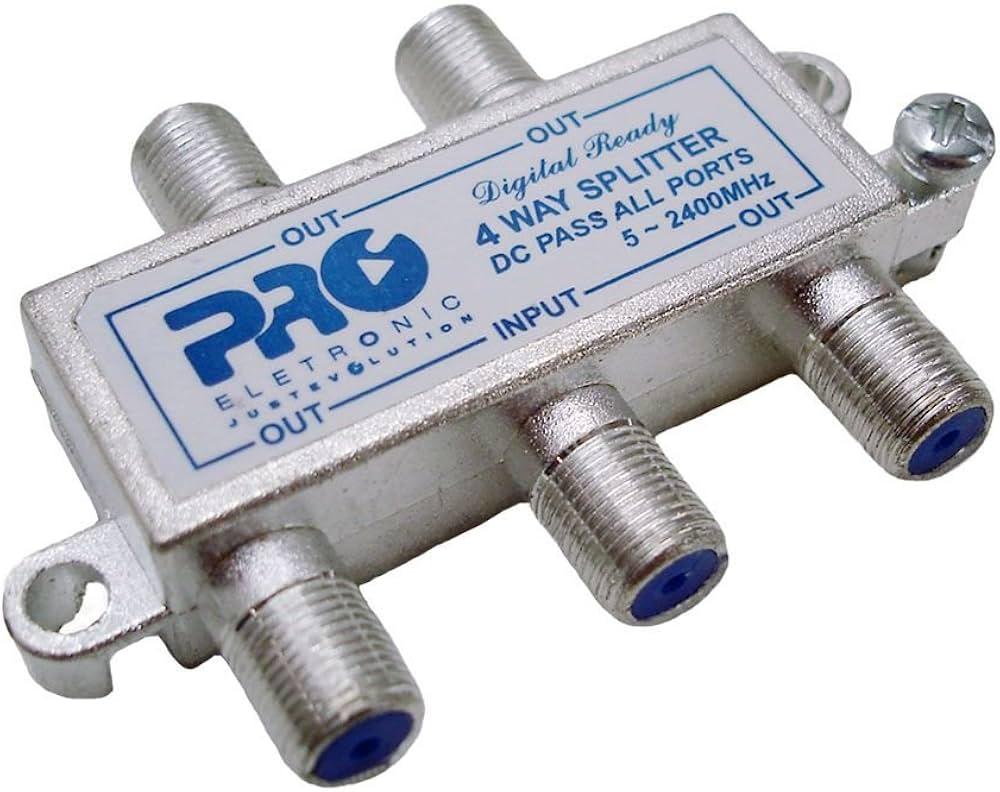 OUT
OUT
Digital Ready
4 WAY SPLITTER
DC PASS ALL PORTS
5 ~ 2400MHz
PRO
ELETRONIC
JUSTEVOLUTION
OUT
INPUT
OUT